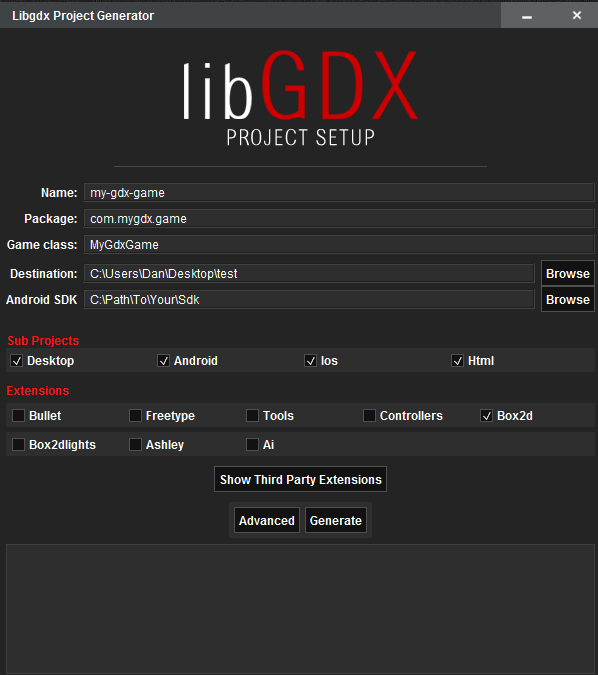 Libgdx Project Generator
libGDX
PROJECT SETUP
Name: my-gdx-game
Package: com.mygdx.game
Game class: MyGdxGame
Destination: C:\Users\Dan\Desktop\test Browse
Android SDK C:\Path\To\Your\Sdk Browse
Sub Projects
Desktop Android Ios Html
Extensions
Bullet Freetype Tools Controllers Box2d
Box2dlights Ashley Ai
Show Third Party Extensions
Advanced Generate